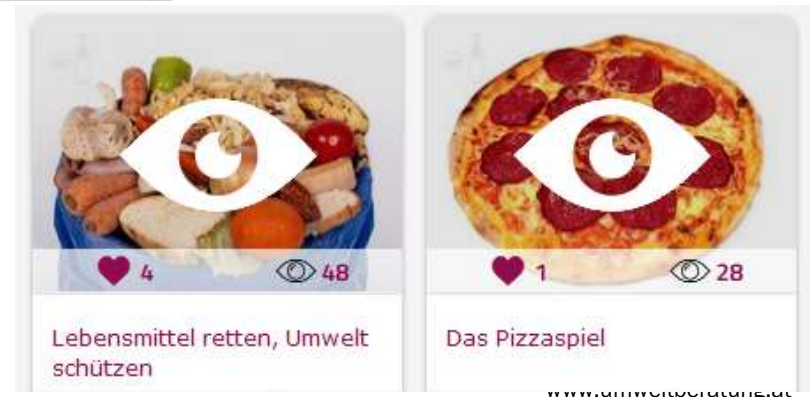 4 48
1 28
Lebensmittel retten, Umwelt
schützen
Das Pizzaspiel
www.umweltberatung.at